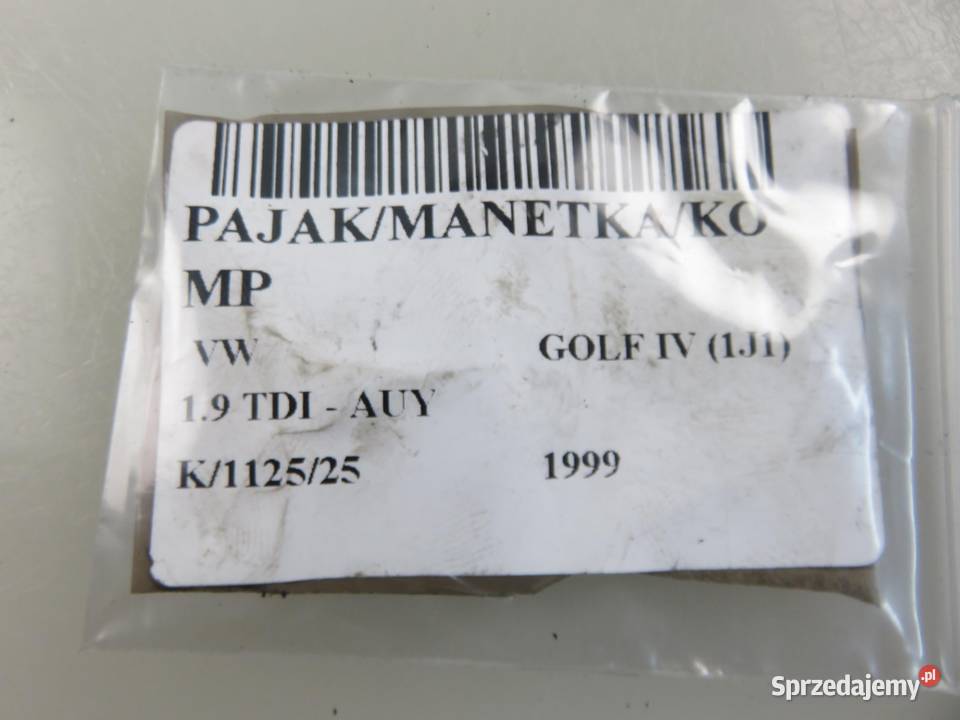 PAJAK/MANETKA/KO
MP
VW GOLF IV (1J1)
1.9 TDI - AUY
K/1125/25 1999
Sprzedajemy.pl